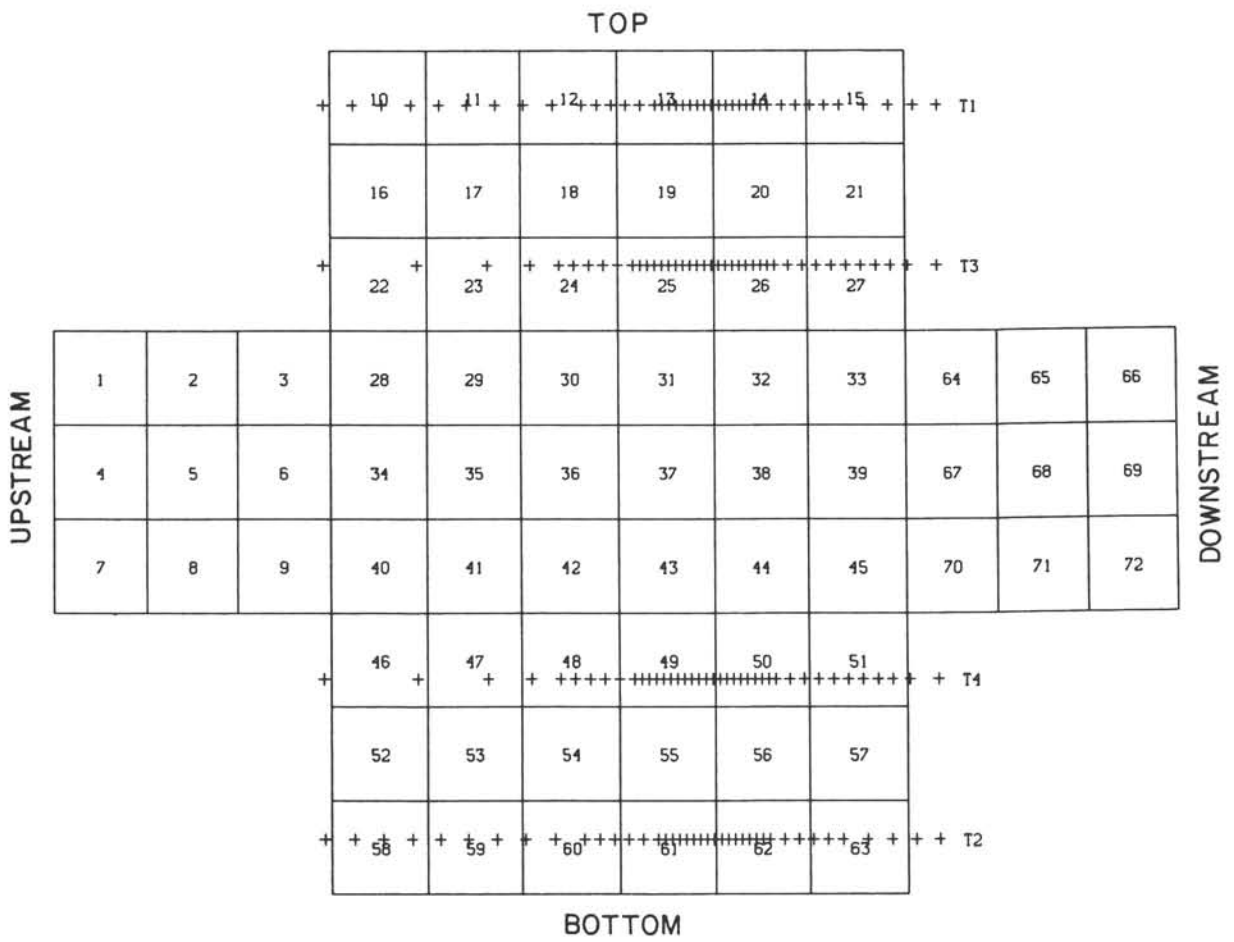 TOP
10 11 12 13 14 15 T1
16 17 18 19 20 21
T3
22 23 24 25 26 27
UPSTREAM
1 2 3 28 29 30 31 32 33 64 65 66
4 5 6 34 35 36 37 38 39 67 68 69
7 8 9 40 41 42 43 44 45 70 71 72
DOWNSTREAM
46 47 48 49 50 51
T4
52 53 54 55 56 57
T2
58 59 60 61 62 63
BOTTOM